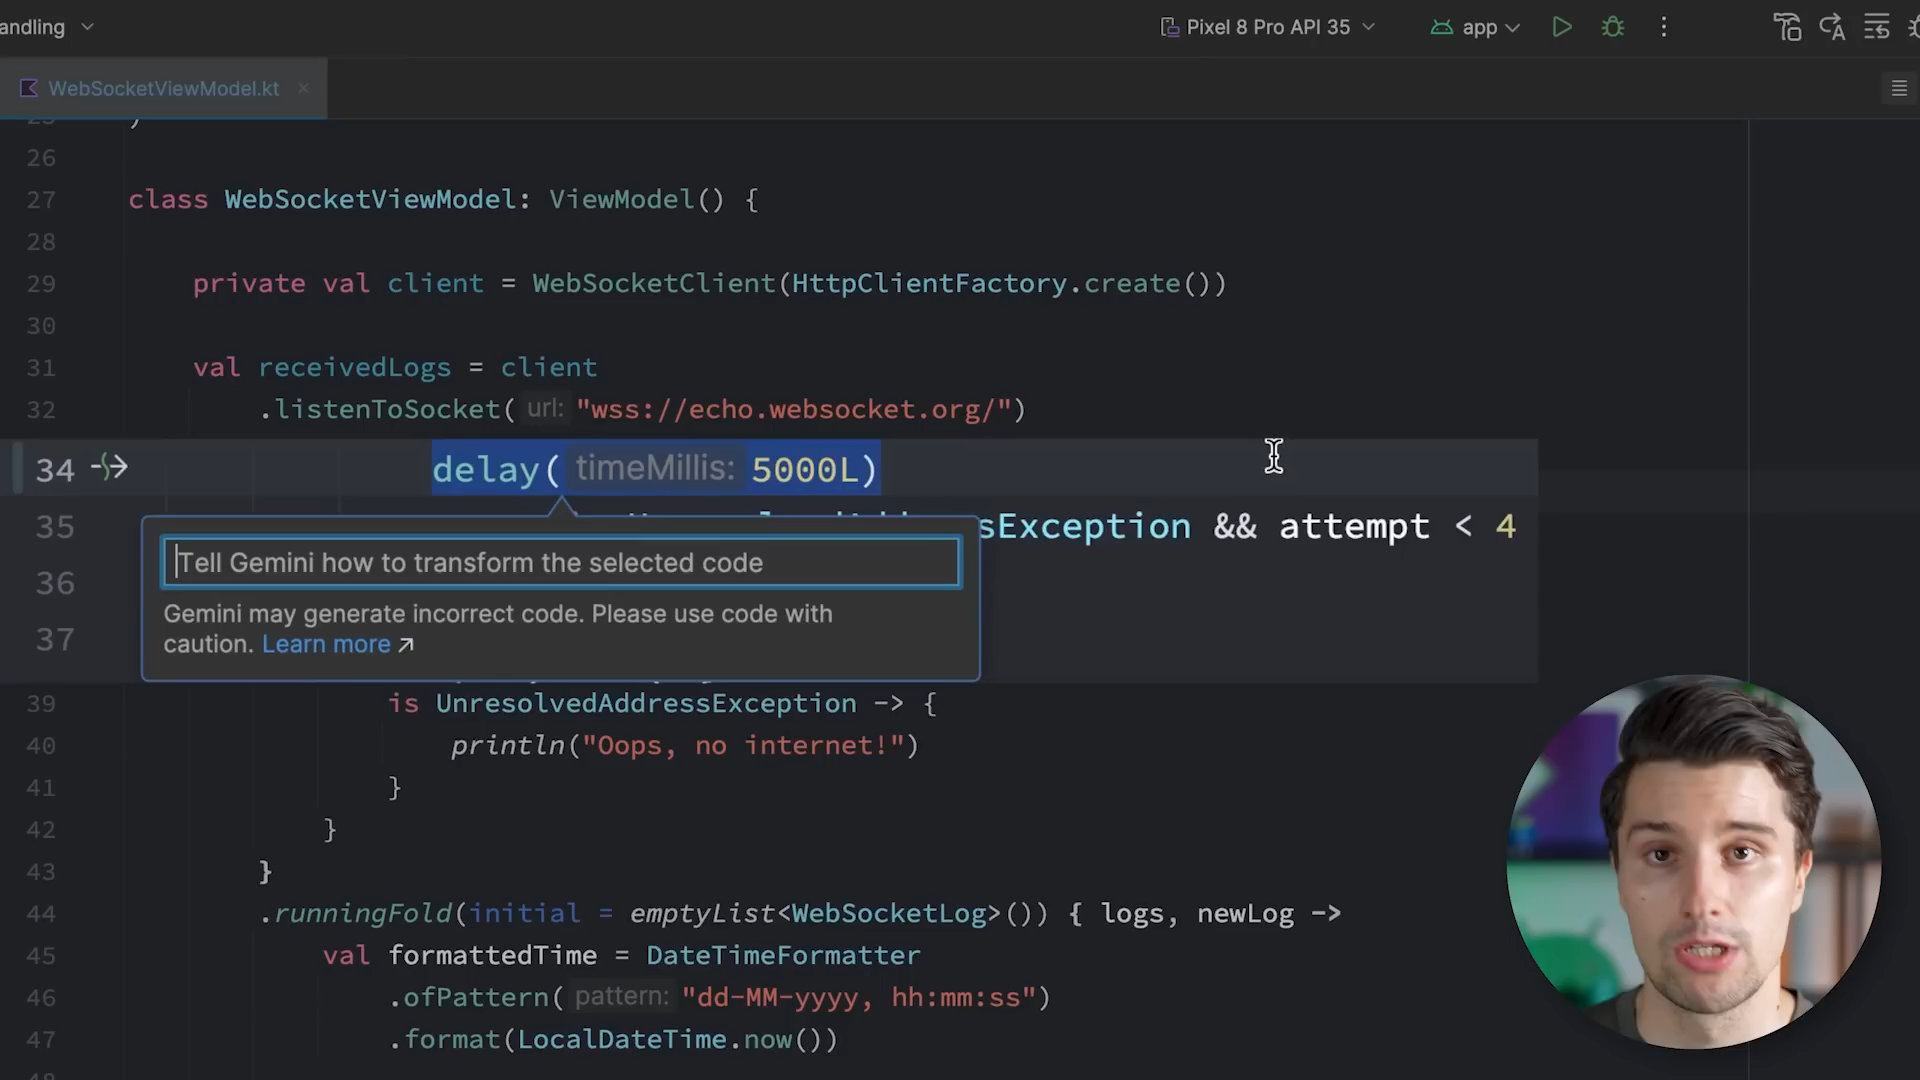 andling
Pixel 8 Pro API 35
app
WebSocketViewModel.kt
26
27 class WebSocketViewModel: ViewModel() {
28
29 private val client = WebSocketClient(HttpClientFactory.create())
30
31 val receivedLogs = client
32 .listenToSocket( url: "wss://echo.websocket.org/")
34 delay( timeMillis: 5000L)
35 sException && attempt < 4
Tell Gemini how to transform the selected code
36
Gemini may generate incorrect code. Please use code with
37
caution. Learn more ↗
39 is UnresolvedAddressException -> {
40 println("Oops, no internet!")
41 }
42 }
43 }
44 .runningFold(initial = emptyList<WebSocketLog>()) { logs, newLog ->
45 val formattedTime = DateTimeFormatter
46 .ofPattern( pattern: "dd-MM-yyyy, hh:mm:ss")
47 .format(LocalDateTime.now())